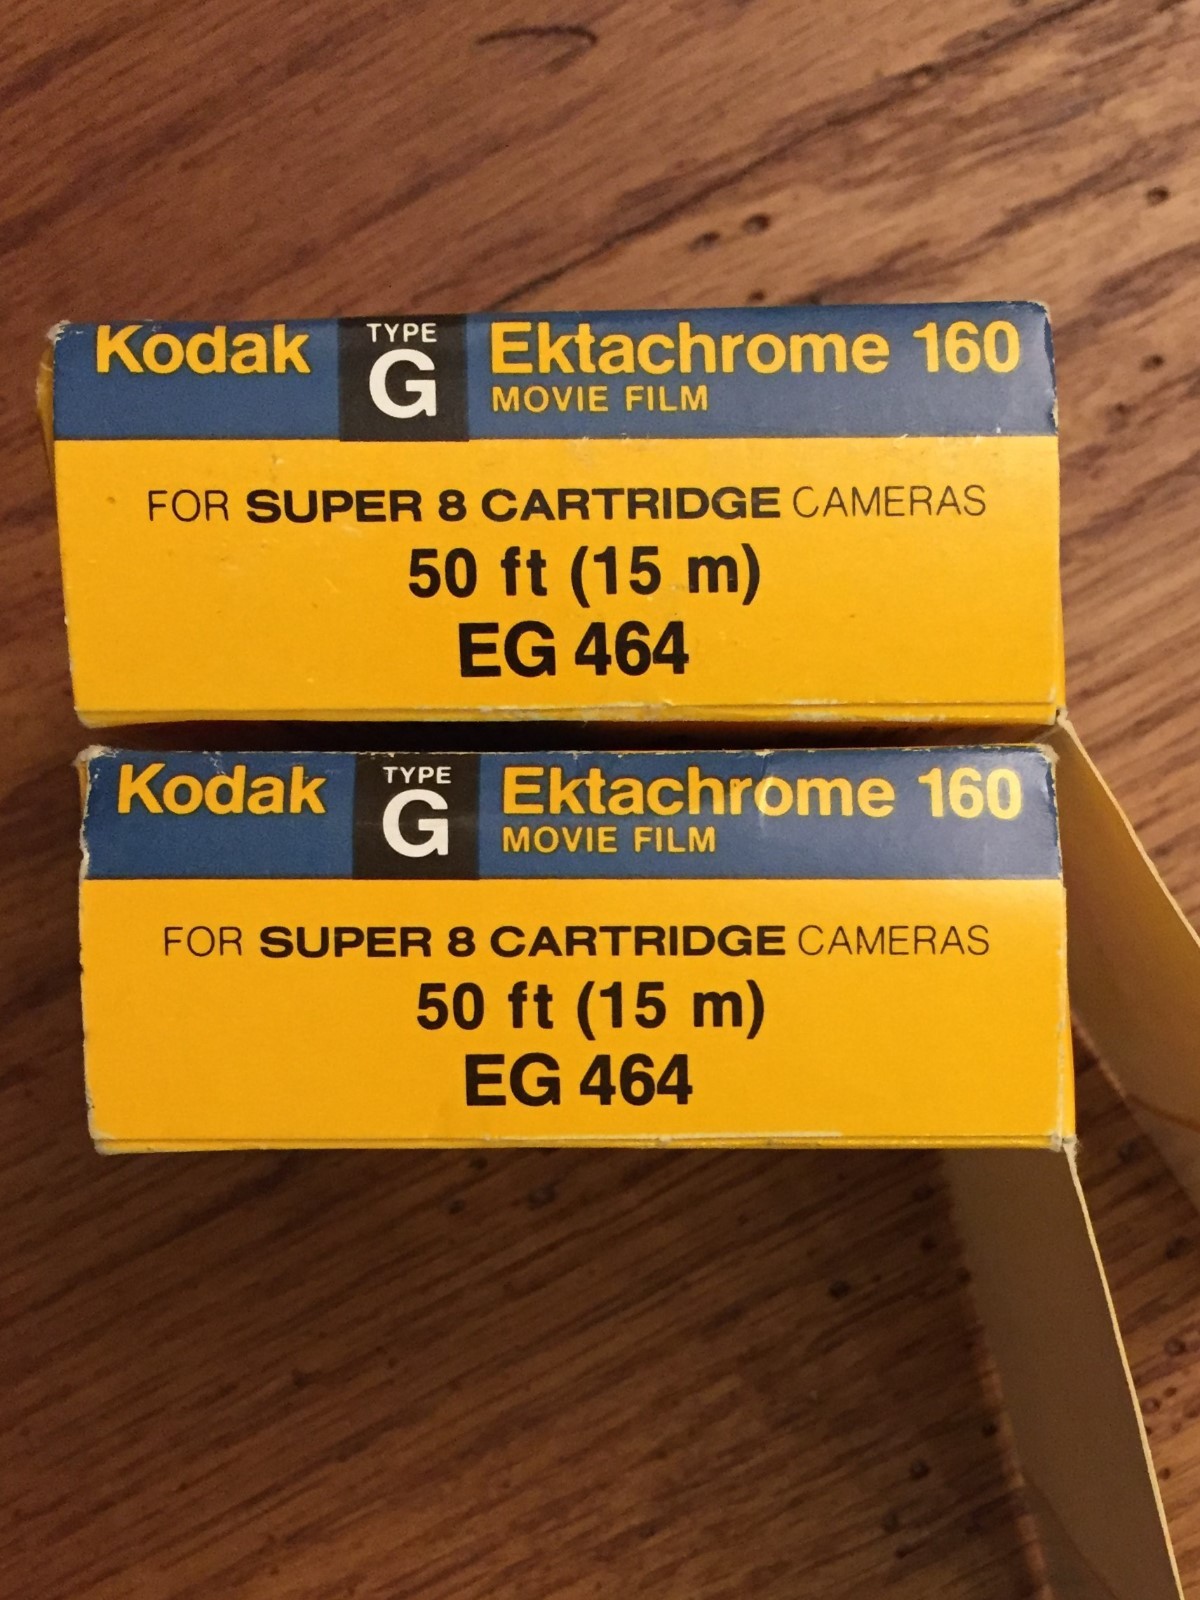 Kodak TYPE G Ektachrome 160
MOVIE FILM
FOR SUPER 8 CARTRIDGE CAMERAS
50 ft (15 m)
EG 464
Kodak TYPE G Ektachrome 160
MOVIE FILM
FOR SUPER 8 CARTRIDGE CAMERAS
50 ft (15 m)
EG 464